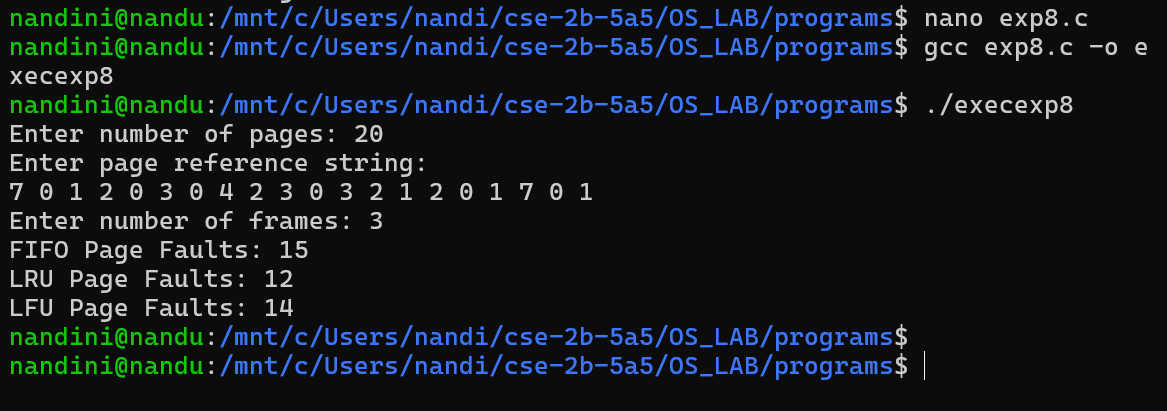 nandini@nandu:/mnt/c/Users/nandi/cse-2b-5a5/OS_LAB/programs$ nano exp8.c
nandini@nandu:/mnt/c/Users/nandi/cse-2b-5a5/OS_LAB/programs$ gcc exp8.c -o e
xecexp8
nandini@nandu:/mnt/c/Users/nandi/cse-2b-5a5/OS_LAB/programs$ ./execexp8
Enter number of pages: 20
Enter page reference string:
7 0 1 2 0 3 0 4 2 3 0 3 2 1 2 0 1 7 0 1
Enter number of frames: 3
FIFO Page Faults: 15
LRU Page Faults: 12
LFU Page Faults: 14
nandini@nandu:/mnt/c/Users/nandi/cse-2b-5a5/OS_LAB/programs$
nandini@nandu:/mnt/c/Users/nandi/cse-2b-5a5/OS_LAB/programs$